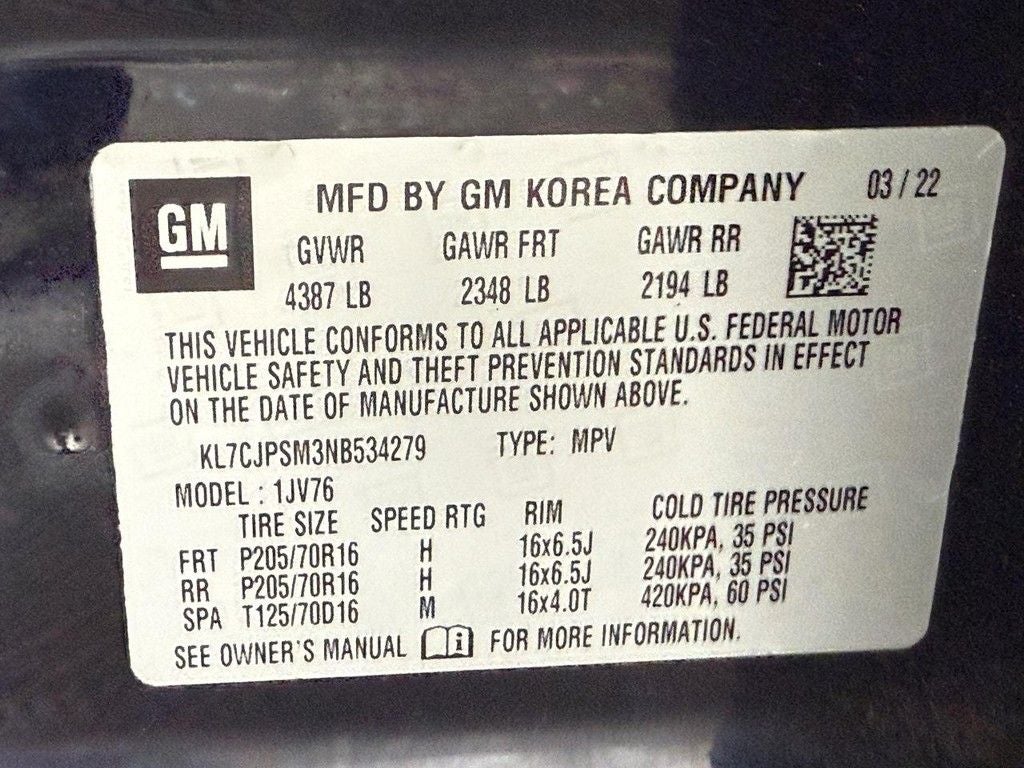 GM
MFD BY GM KOREA COMPANY 03 / 22
GVWR GAWR FRT GAWR RR
4387 LB 2348 LB 2194 LB
THIS VEHICLE CONFORMS TO ALL APPLICABLE U.S. FEDERAL MOTOR
VEHICLE SAFETY AND THEFT PREVENTION STANDARDS IN EFFECT
ON THE DATE OF MANUFACTURE SHOWN ABOVE.
KL7CJPSM3NB534279 TYPE: MPV
MODEL : 1JV76
TIRE SIZE SPEED RTG RIM COLD TIRE PRESSURE
FRT P205/70R16 H 16x6.5J 240KPA, 35 PSI
RR P205/70R16 H 16x6.5J 240KPA, 35 PSI
SPA T125/70D16 M 16x4.0T 420KPA, 60 PSI
SEE OWNER'S MANUAL i FOR MORE INFORMATION.